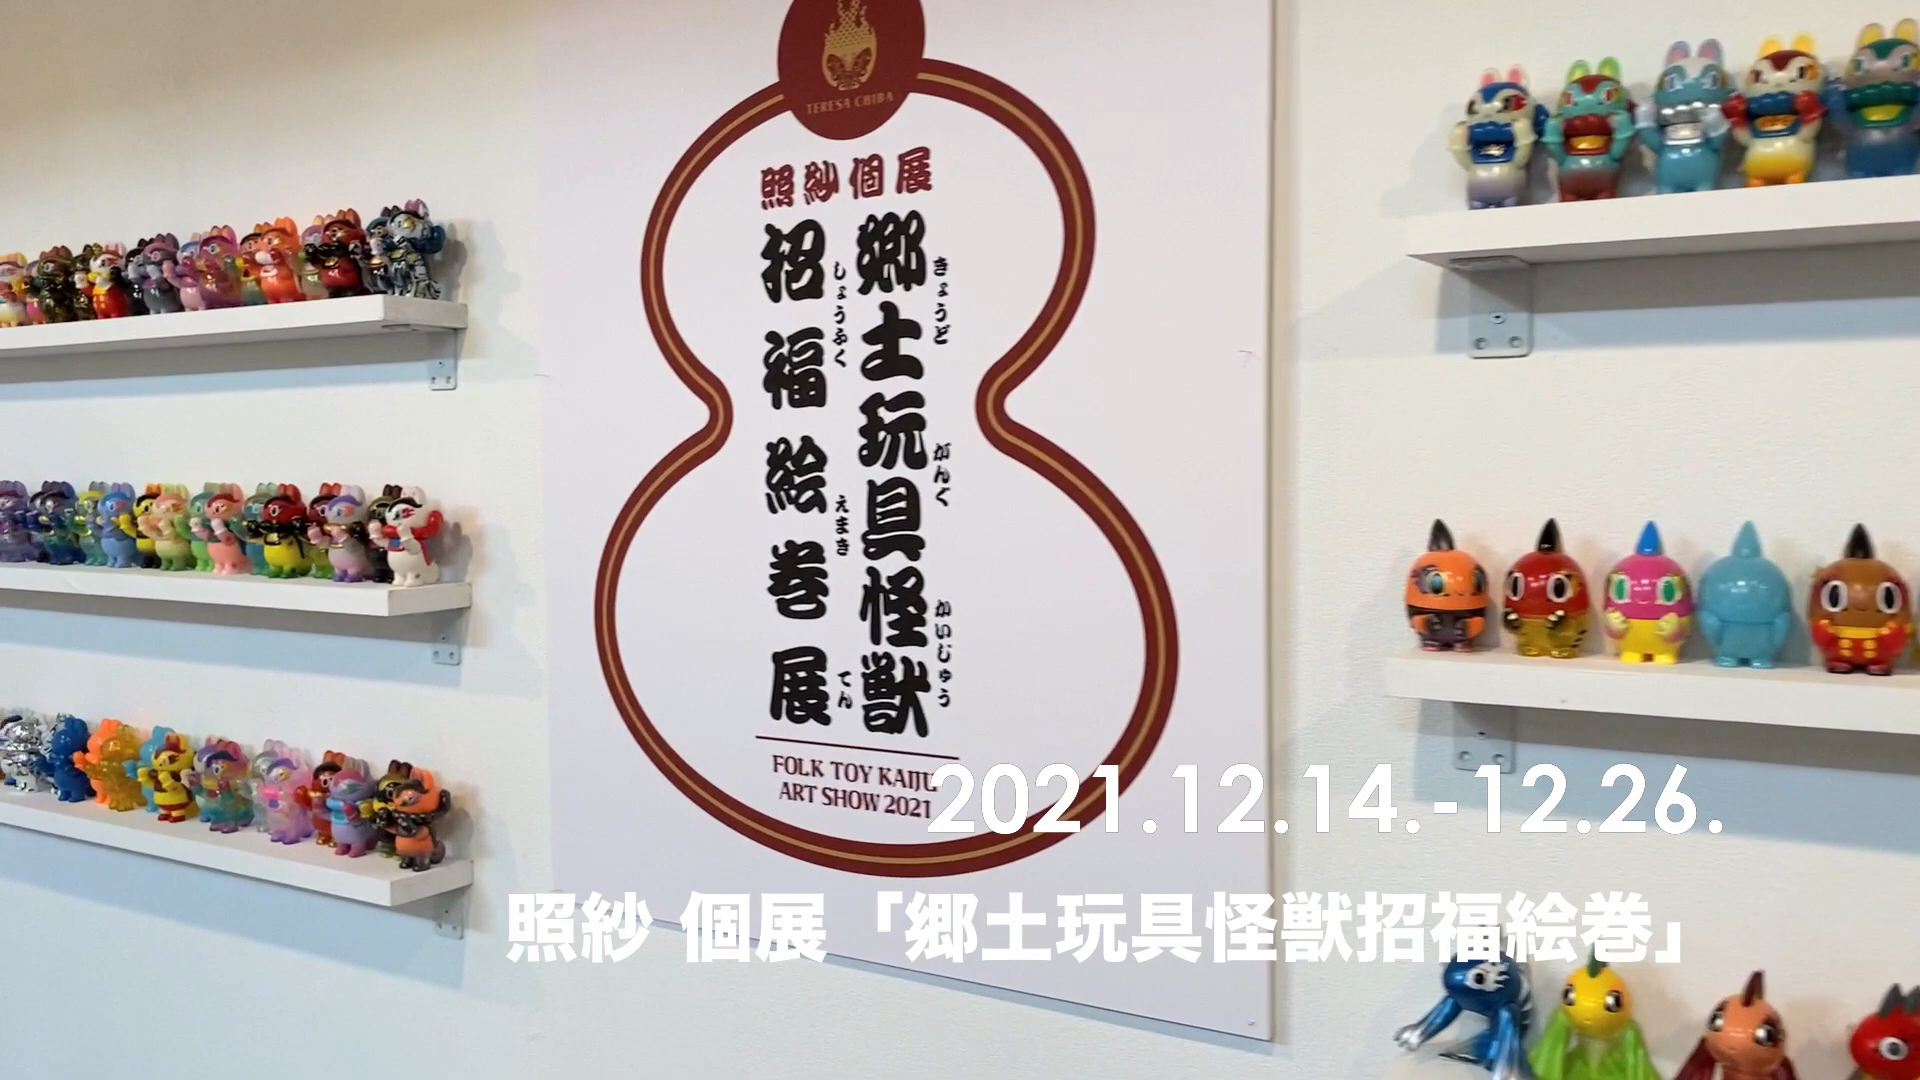 TERESA CHIBA
照紗個展
郷土玩具怪獣
きょうど
がんぐ
かいじゅう
招福絵巻展
しょうふく
えまき
てん
FOLK TOY KAIJU
ART SHOW 2021
2021.12.14.-12.26.
照紗 個展「郷土玩具怪獣招福絵巻」